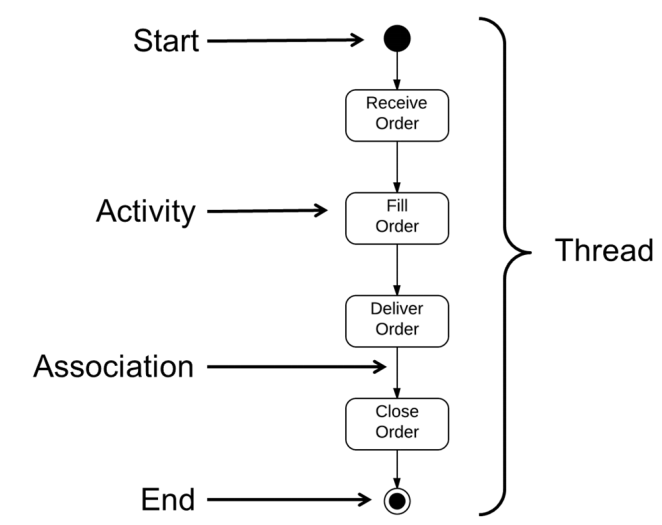 Start
Receive
Order
Activity
Fill
Order
Thread
Deliver
Order
Association
Close
Order
End